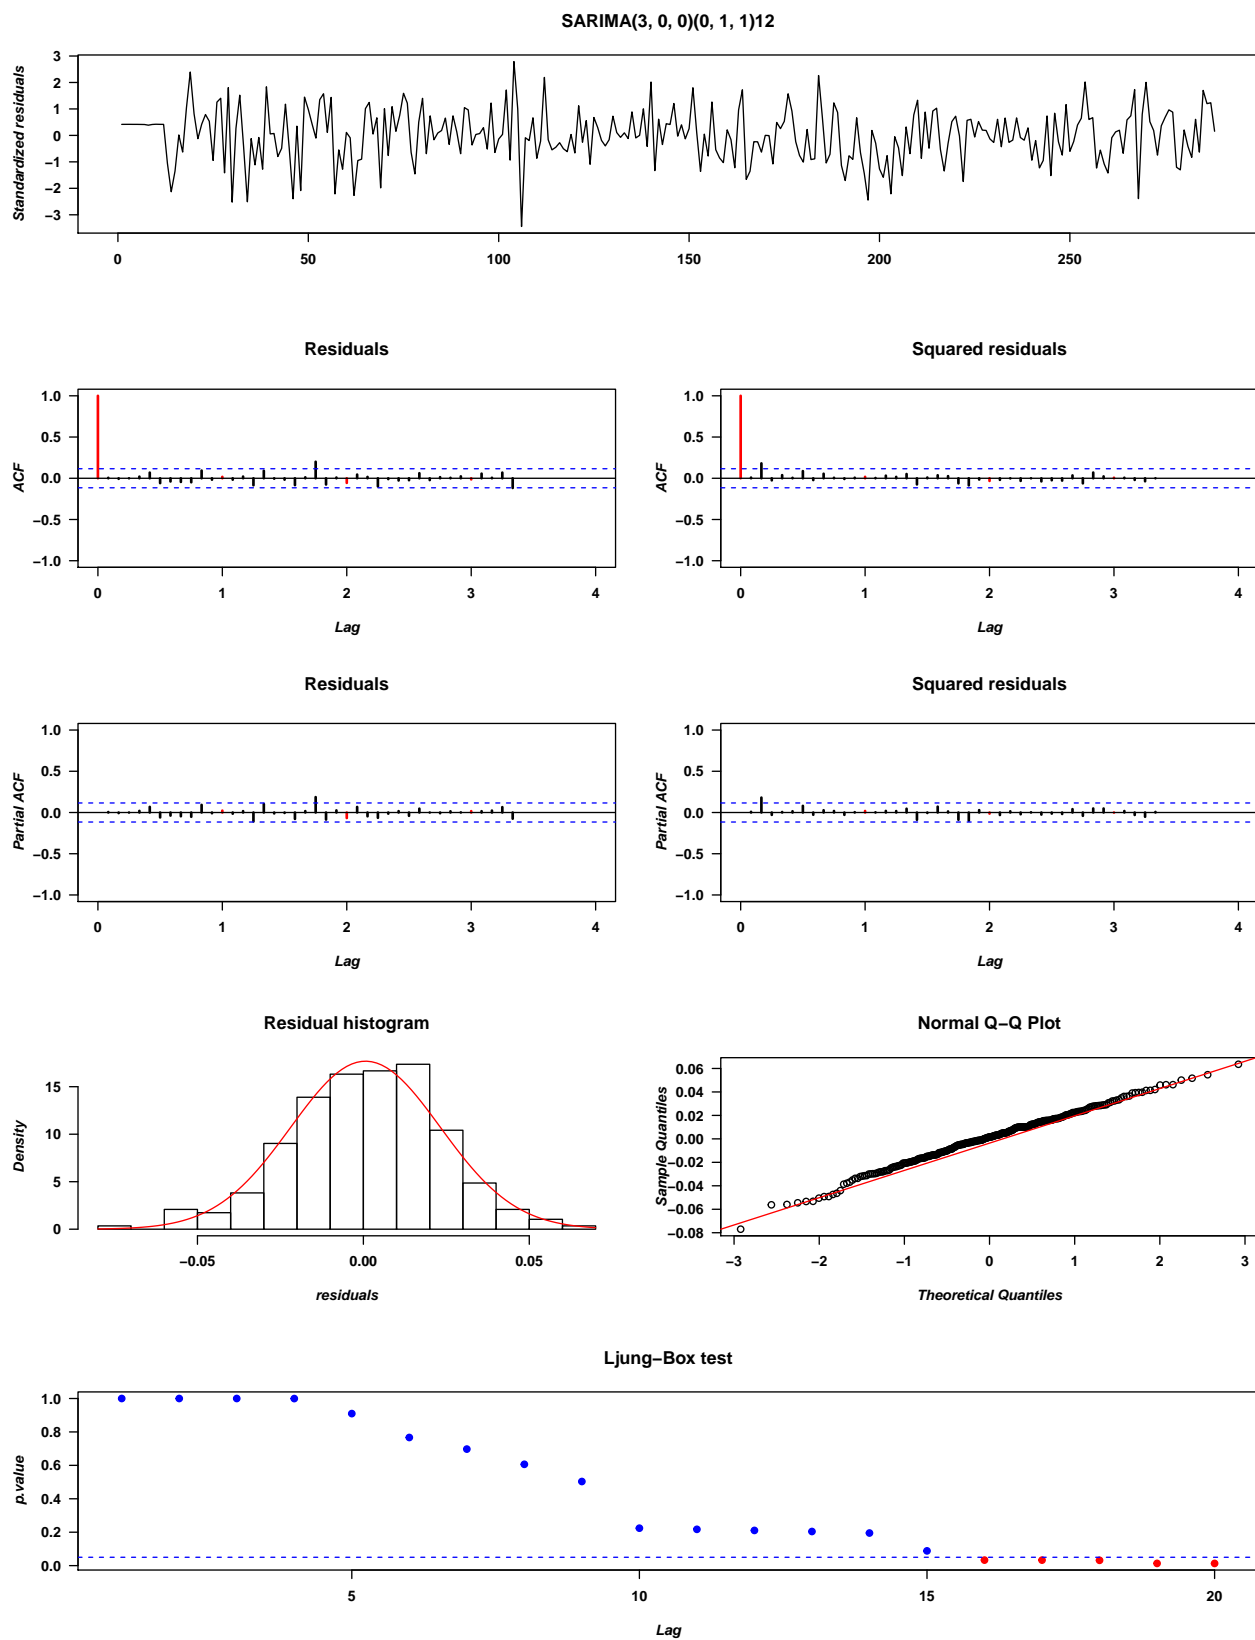 SARIMA(3, 0, 0)(0, 1, 1)12
Standardized residuals
3
2
1
0
−1
−2
−3
0 50 100 150 200 250
Residuals
ACF
1.0
0.5
0.0
−0.5
−1.0
0 1 2 3 4
Lag
Squared residuals
ACF
1.0
0.5
0.0
−0.5
−1.0
0 1 2 3 4
Lag
Residuals
Partial ACF
1.0
0.5
0.0
−0.5
−1.0
0 1 2 3 4
Lag
Squared residuals
Partial ACF
1.0
0.5
0.0
−0.5
−1.0
0 1 2 3 4
Lag
Residual histogram
Density
15
10
5
0
−0.05 0.00 0.05
residuals
Normal Q−Q Plot
Sample Quantiles
0.06
0.04
0.02
0.00
−0.02
−0.04
−0.06
−0.08
−3 −2 −1 0 1 2 3
Theoretical Quantiles
Ljung−Box test
p.value
1.0
0.8
0.6
0.4
0.2
0.0
5 10 15 20
Lag